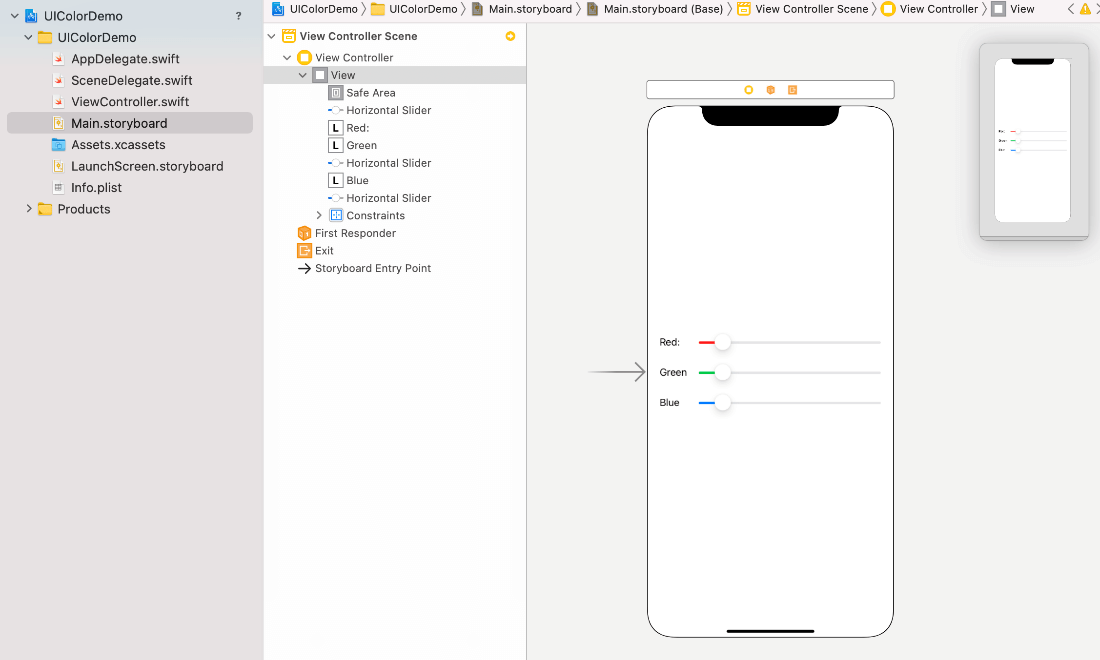 UIColorDemo
?
UIColorDemo
AppDelegate.swift
SceneDelegate.swift
ViewController.swift
Main.storyboard
Assets.xcassets
LaunchScreen.storyboard
Info.plist
Products
UIColorDemo UIColorDemo Main.storyboard Main.storyboard (Base) View Controller Scene View Controller View
View Controller Scene
View Controller
View
Safe Area
Horizontal Slider
L Red:
L Green
Horizontal Slider
L Blue
Horizontal Slider
Constraints
First Responder
Exit
Storyboard Entry Point
Red:
Green
Blue
Red:
Green
Blue